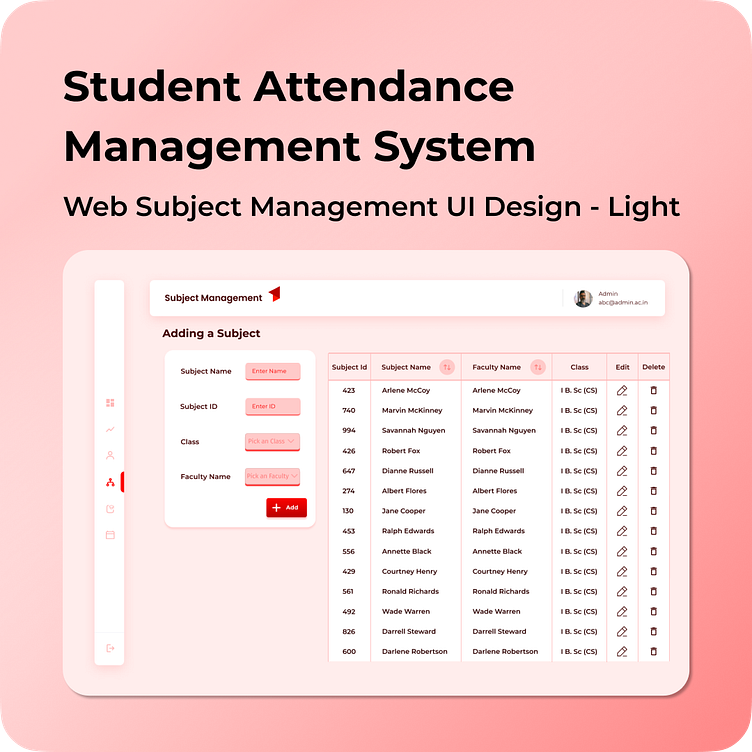 Student Attendance
Management System
Web Subject Management UI Design - Light
Subject Management
Admin
abc@admin.ac.in
Adding a Subject
Subject Name
Enter Name
Subject ID
Enter ID
Class
Pick an Class
Faculty Name
Pick an Faculty
Add
Subject Id Subject Name Faculty Name Class Edit Delete
423 Arlene McCoy Arlene McCoy I B. Sc (CS)
740 Marvin McKinney Marvin McKinney I B. Sc (CS)
994 Savannah Nguyen Savannah Nguyen I B. Sc (CS)
426 Robert Fox Robert Fox I B. Sc (CS)
647 Dianne Russell Dianne Russell I B. Sc (CS)
274 Albert Flores Albert Flores I B. Sc (CS)
130 Jane Cooper Jane Cooper I B. Sc (CS)
453 Ralph Edwards Ralph Edwards I B. Sc (CS)
556 Annette Black Annette Black I B. Sc (CS)
429 Courtney Henry Courtney Henry I B. Sc (CS)
561 Ronald Richards Ronald Richards I B. Sc (CS)
492 Wade Warren Wade Warren I B. Sc (CS)
826 Darrell Steward Darrell Steward I B. Sc (CS)
600 Darlene Robertson Darlene Robertson I B. Sc (CS)